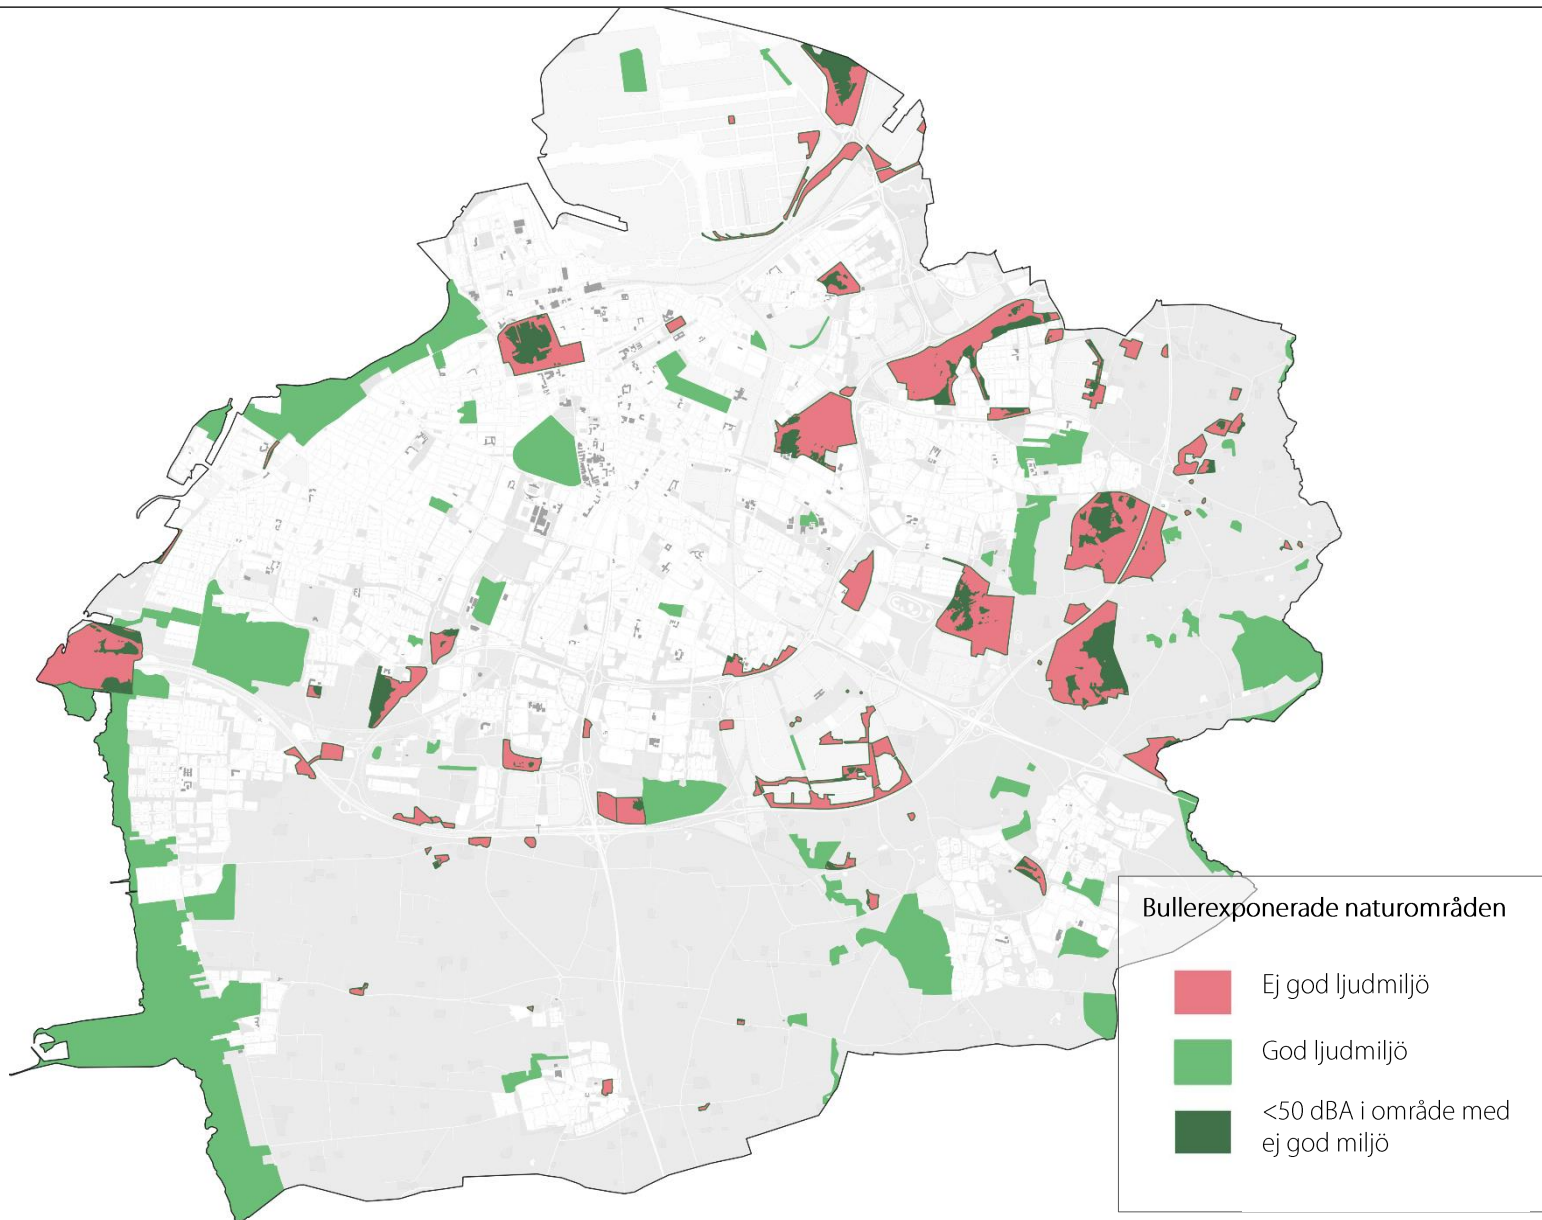 Bullerexponerade naturområden
Ej god ljudmiljö
God ljudmiljö
<50 dBA i område med
ej god miljö